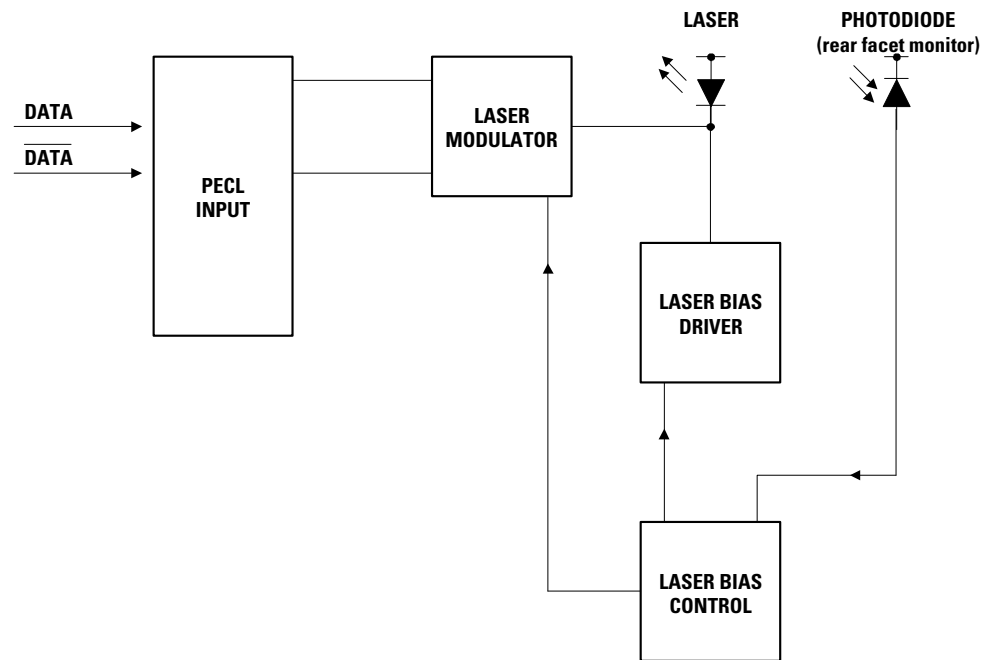 LASER
PHOTODIODE
(rear facet monitor)
DATA
DATA
PECL
INPUT
LASER
MODULATOR
LASER BIAS
DRIVER
LASER BIAS
CONTROL